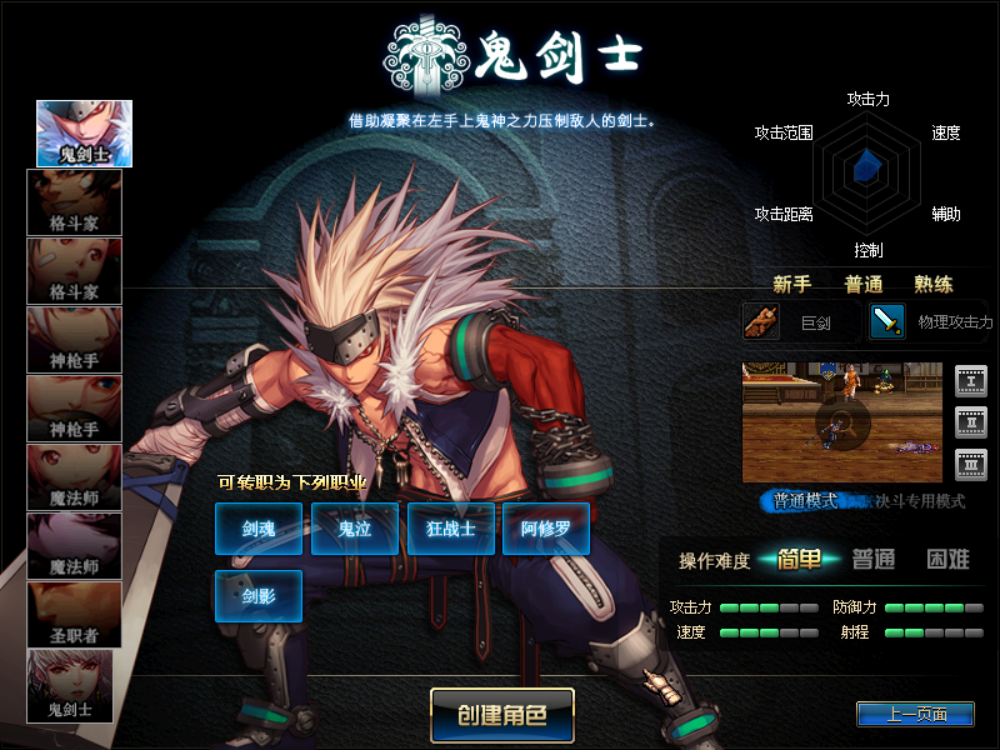 鬼剑士
借助凝聚在左手上鬼神之力压制敌人的剑士。
鬼剑士
格斗家
格斗家
神枪手
神枪手
魔法师
魔法师
圣职者
鬼剑士
可转职为下列职业
剑魂
鬼泣
狂战士
阿修罗
剑影
创建角色
攻击力
攻击范围
速度
攻击距离
辅助
控制
新手 普通 熟练
巨剑
物理攻击力
I
II
III
普通模式
决斗专用模式
操作难度 简单 普通 困难
攻击力
防御力
速度
射程
上一页面